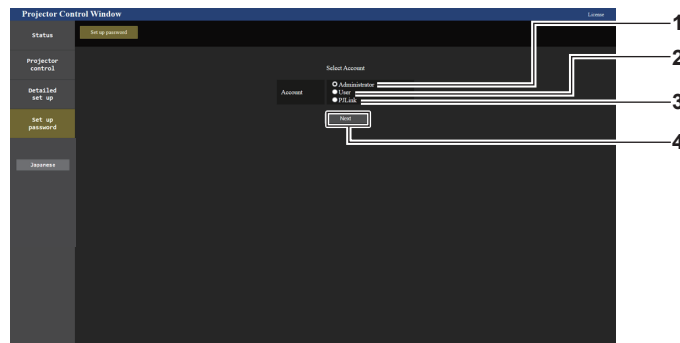 Projector Control Window
License
Status
Set up password
Projector
control
Detailed
set up
Set up
password
Japanese
Select Account
Account
Administrator
User
PJLink
Next
1
2
3
4